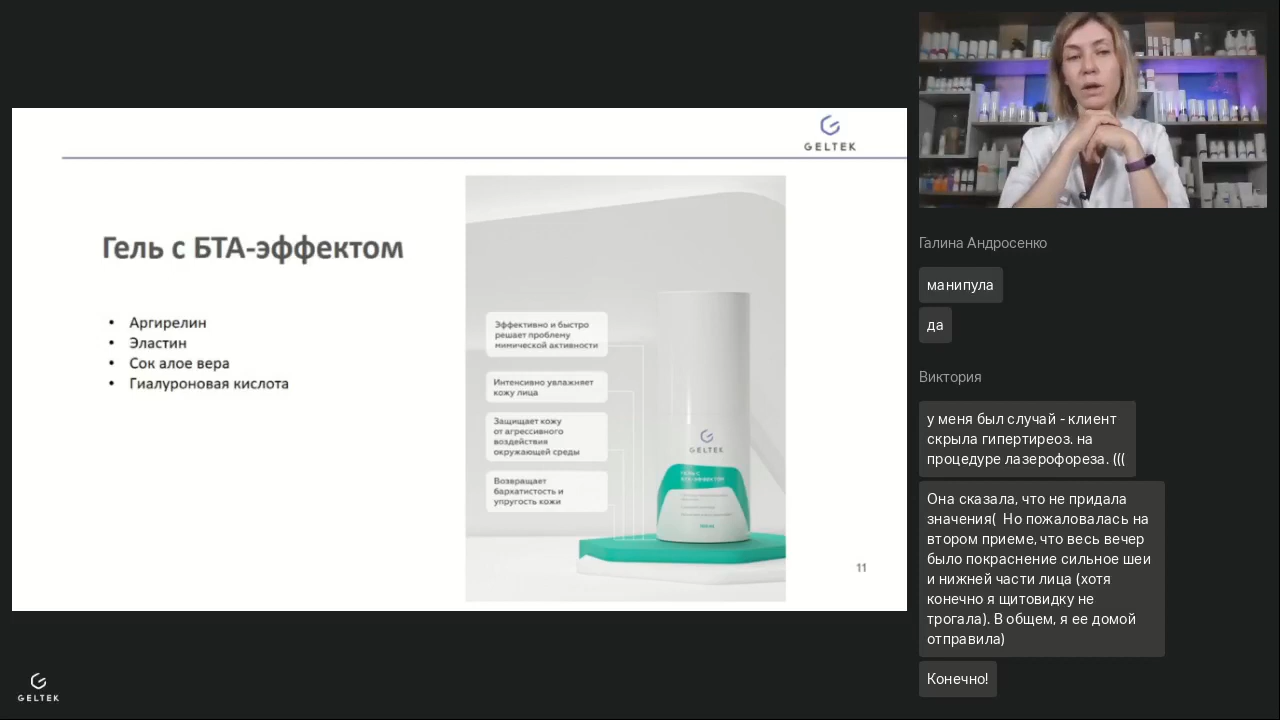 GELTEK
Гель с БТА-эффектом
• Аргирелин
• Эластин
• Сок алое вера
• Гиалуроновая кислота
Эффективно и быстро
решает проблему
мимической активности
Интенсивно увлажняет
кожу лица
Защищает кожу
от агрессивного
воздействия
окружающей среды
Возвращает
бархатистость и
упругость кожи
GELTEK
ГЕЛЬ С
БТА-ЭФФЕКТОМ
11
GELTEK
Галина Андросенко
манипула
да
Виктория
у меня был случай - клиент
скрыла гипертиреоз. на
процедуре лазерофореза. (((
Она сказала, что не придала
значения( Но пожаловалась на
втором приеме, что весь вечер
было покраснение сильное шеи
и нижней части лица (хотя
конечно я щитовидку не
трогала). В общем, я ее домой
отправила)
Конечно!